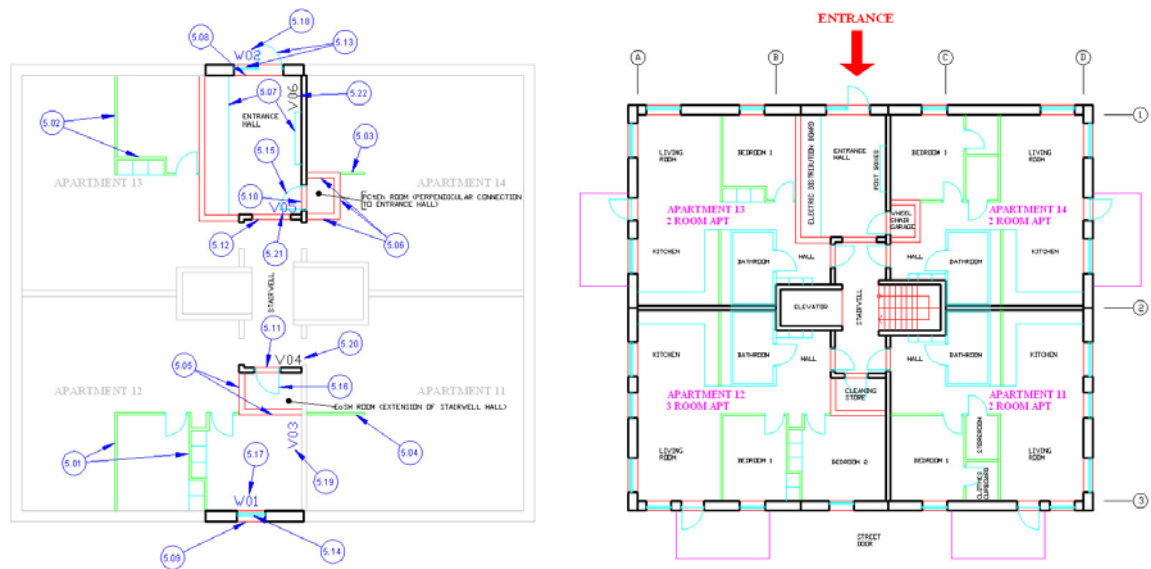 5.18
5.08
5.13
W02
5.07
V06
5.22
5.02
ENTRANCE
HALL
5.15
5.03
APARTMENT 13
APARTMENT 14
5.10
ROOM (PERPENDICULAR CONNECTION
TO ENTRANCE HALL)
V05
5.12
5.21
5.06
STAIRWELL
5.11
V04
5.20
5.05
5.16
APARTMENT 12
APARTMENT 11
ROOM (EXTENSION OF STAIRWELL HALL)
V03
5.04
5.01
5.17
5.19
W01
5.09
5.14
ENTRANCE
A
B
C
D
1
LIVING
ROOM
BEDROOM 1
ELECTRIC DISTRIBUTION BOARD
ENTRANCE
HALL
POST BOXES
BEDROOM 1
LIVING
ROOM
APARTMENT 13
2 ROOM APT
WHEEL
CHAIR
GARAGE
APARTMENT 14
2 ROOM APT
KITCHEN
BATHROOM
HALL
HALL
BATHROOM
KITCHEN
ELEVATOR
STAIRWELL
2
KITCHEN
BATHROOM
HALL
HALL
BATHROOM
KITCHEN
APARTMENT 12
3 ROOM APT
CLEANING
STORE
APARTMENT 11
2 ROOM APT
LIVING
ROOM
BEDROOM 1
BEDROOM 2
BEDROOM 1
STOREROOM
CLOTHES
CUPBOARD
LIVING
ROOM
3
STREET
DOOR